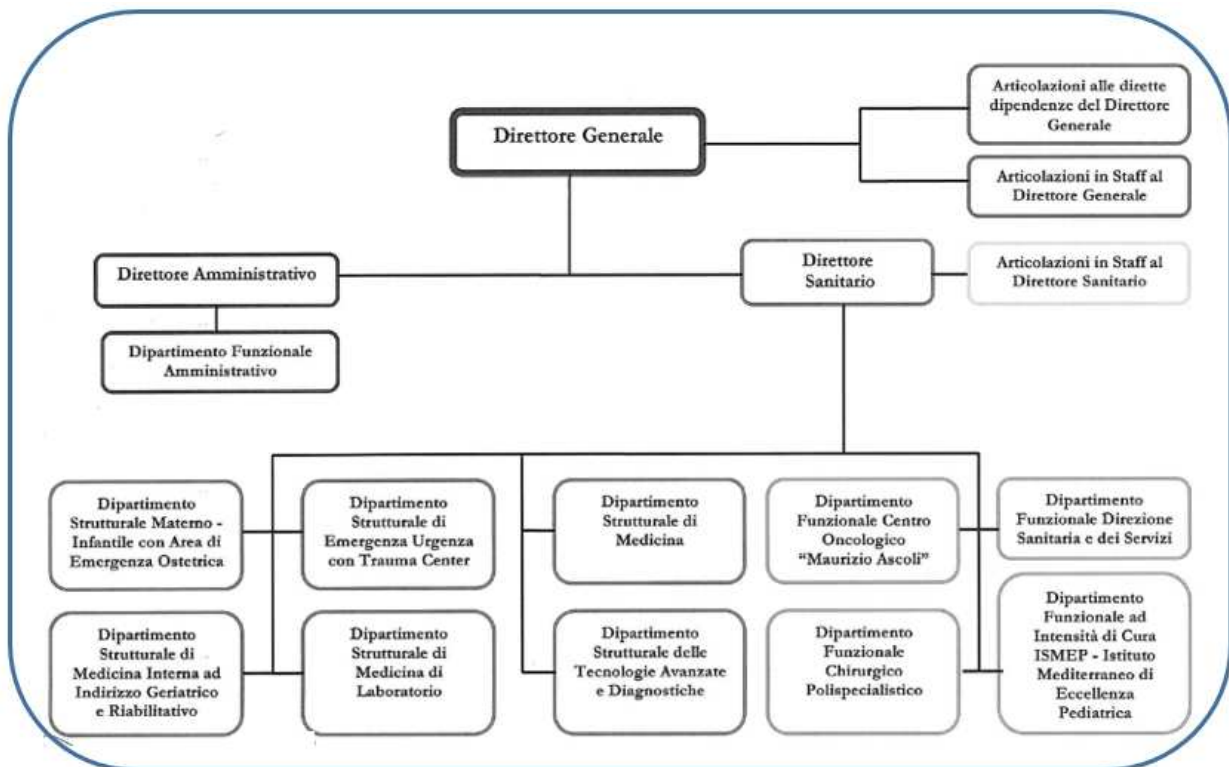 Articolazioni alle dirette
dipendenze del Direttore
Generale
Direttore Generale
Articolazioni in Staff al
Direttore Generale
Direttore Amministrativo
Direttore
Sanitario
Articolazioni in Staff al
Direttore Sanitario
Dipartimento Funzionale
Amministrativo
Dipartimento
Strutturale Materno -
Infantile con Area di
Emergenza Ostetrica
Dipartimento
Strutturale di
Emergenza Urgenza
con Trauma Center
Dipartimento
Strutturale di
Medicina
Dipartimento
Funzionale Centro
Oncologico
“Maurizio Ascoli”
Dipartimento
Funzionale Direzione
Sanitaria e dei Servizi
Dipartimento
Strutturale di
Medicina Interna ad
Indirizzo Geriatrico
e Riabilitativo
Dipartimento
Strutturale di
Medicina di
Laboratorio
Dipartimento
Strutturale delle
Tecnologie Avanzate
e Diagnostiche
Dipartimento
Funzionale
Chirurgico
Polispecialistico
Dipartimento
Funzionale ad
Intensità di Cura
ISMEP - Istituto
Mediterraneo di
Eccellenza
Pediatrica